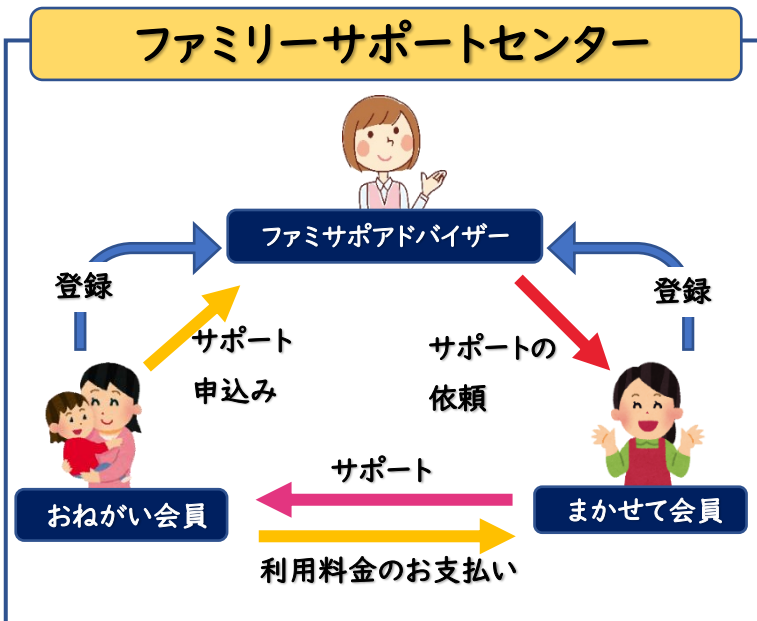 ファミリーサポートセンター
ファミサポアドバイザー
登録
登録
サポート
申込み
サポートの
依頼
サポート
おねがい会員
まかせて会員
利用料金のお支払い